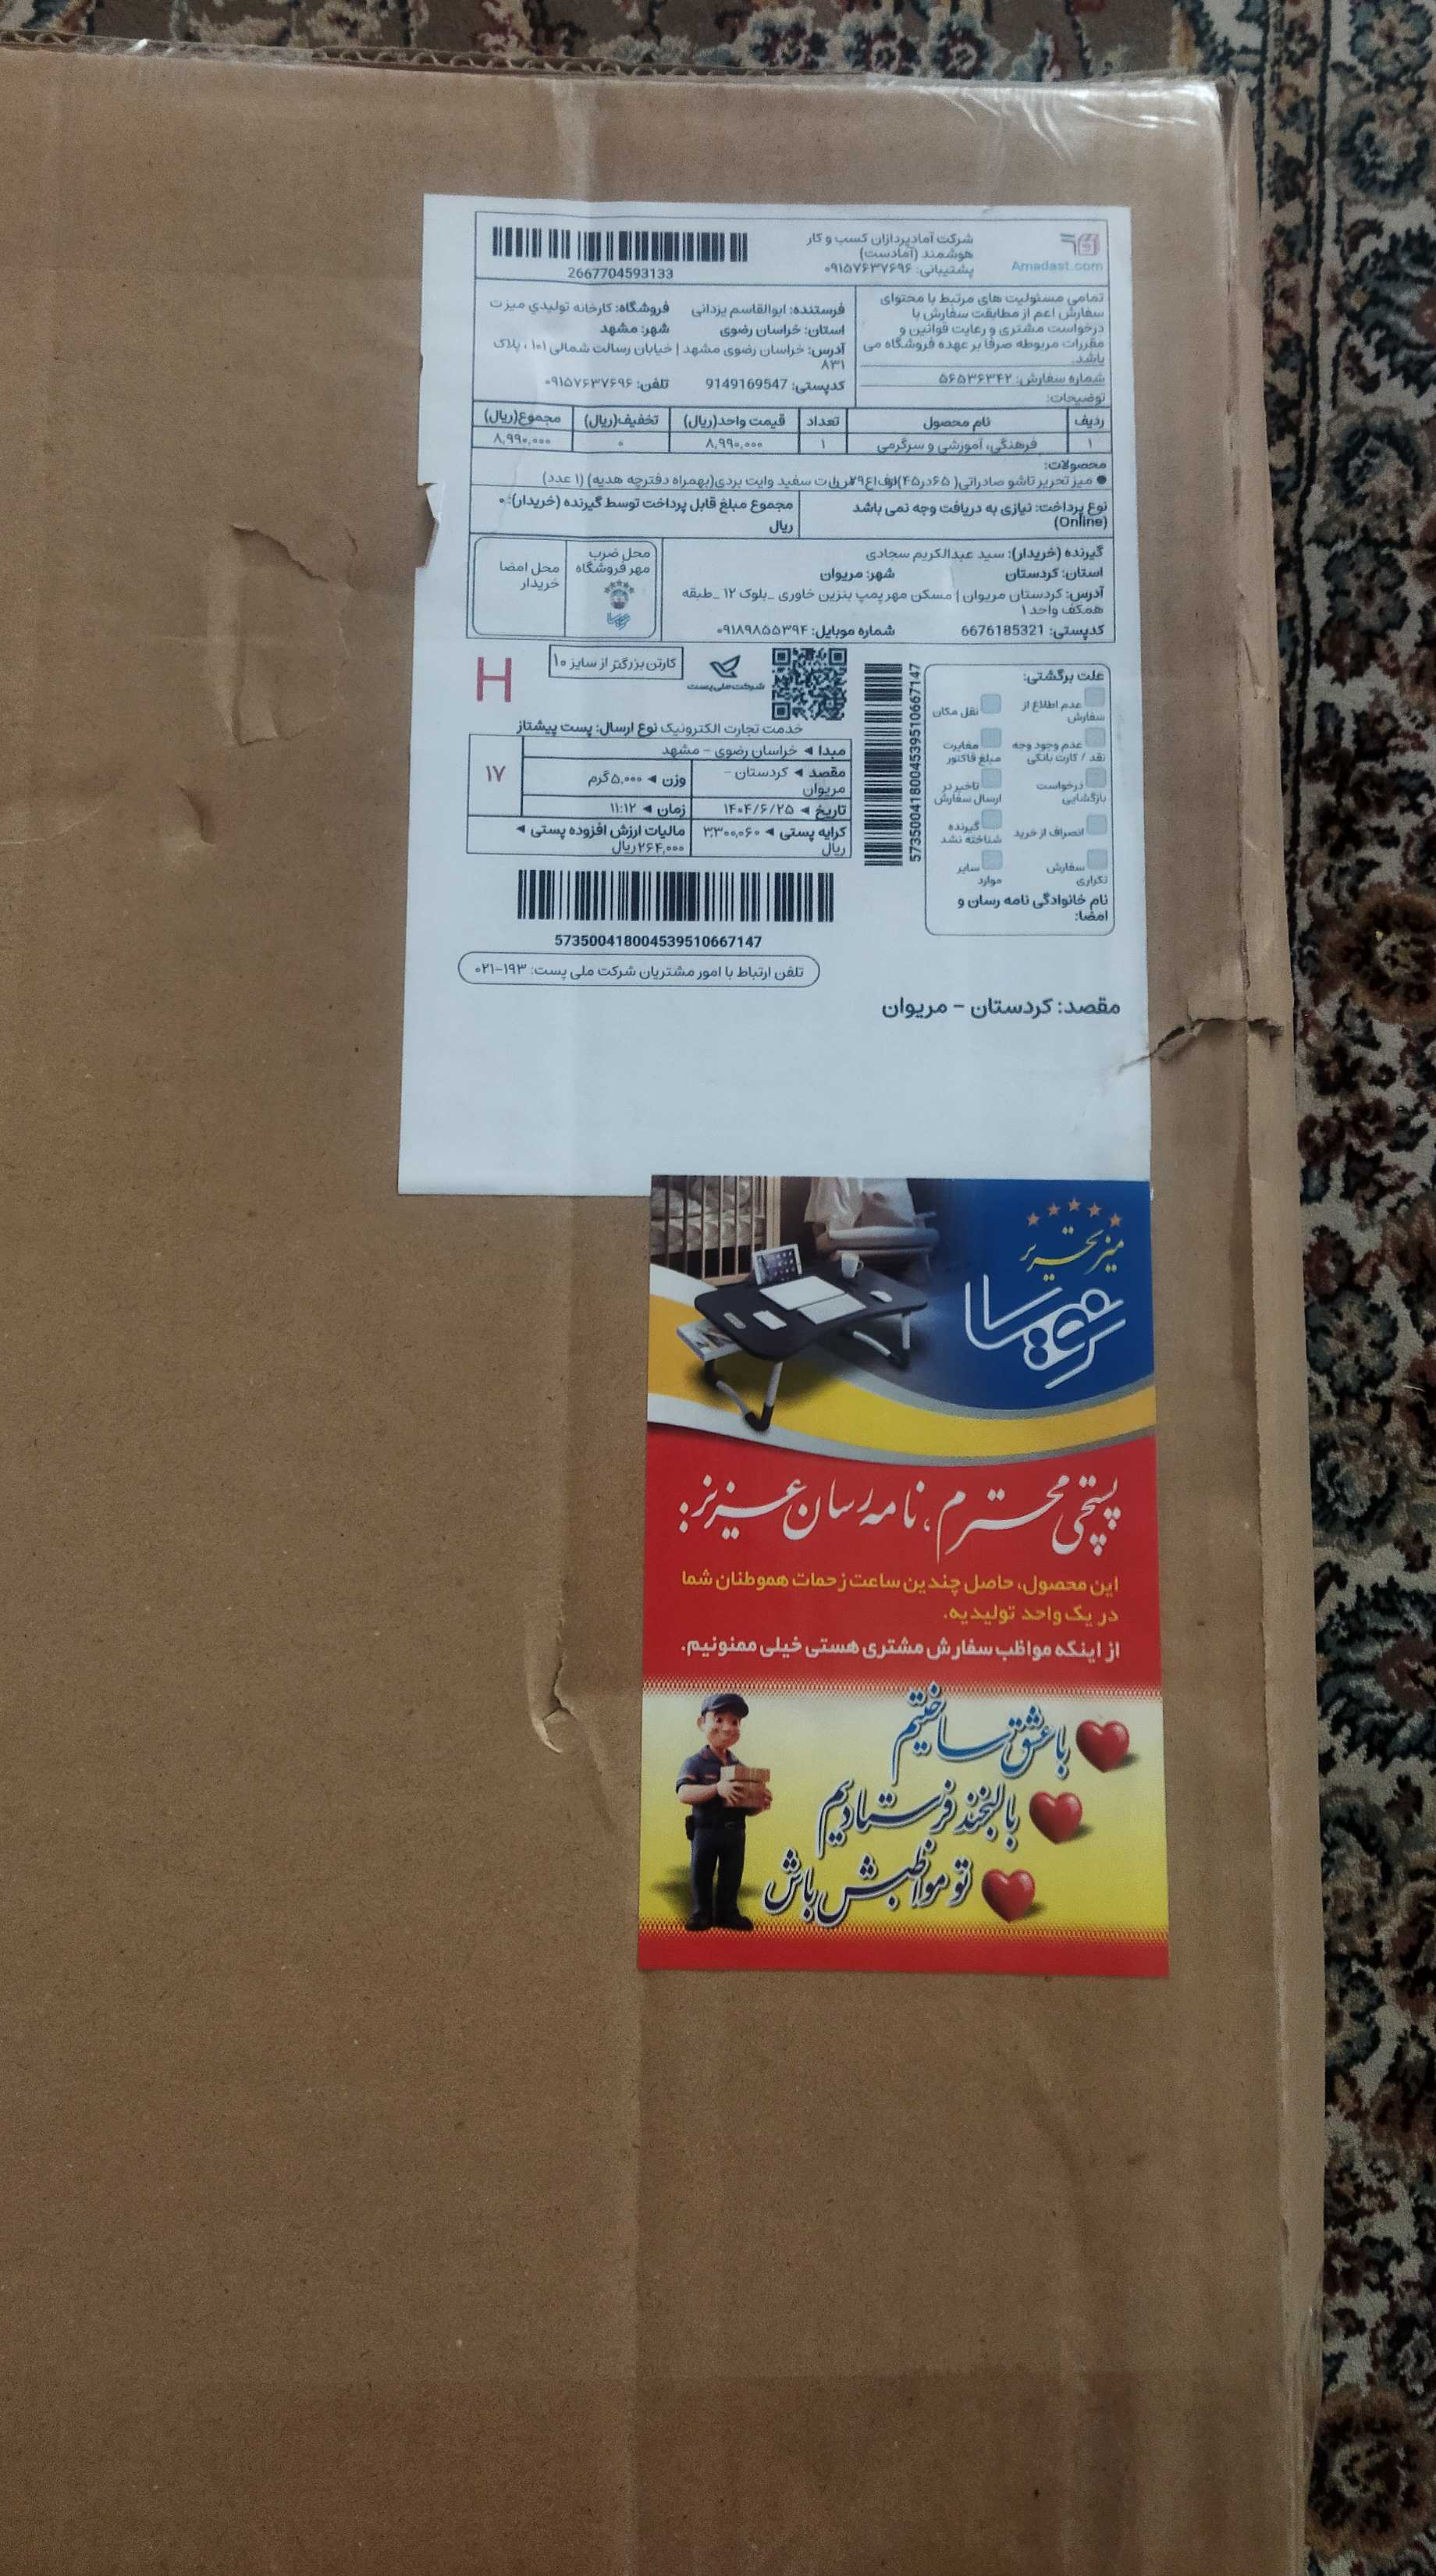 Amadast.com
شرکت آمادپردازان کسب و کار
هوشمند (آمادست)
پشتیبانی: ۰۹۱۵۷۶۳۷۶۹۶
2667704593133
تمامی مسئولیت های مرتبط با محتوای
سفارش اعم از مطابقت سفارش با
درخواست مشتری و رعایت قوانین و
مقررات مربوطه صرفا بر عهده فروشگاه می
باشد.
شماره سفارش: ۵۶۵۳۶۳۴۲
توضیحات:
فرستنده: ابوالقاسم یزدانی فروشگاه: کارخانه تولیدي میز ت
استان: خراسان رضوی شهر: مشهد
آدرس: خراسان رضوی مشهد | خیابان رسالت شمالی ۱۰۱ ، پلاک
۸۳۱
کدپستی: 9149169547 تلفن: ۰۹۱۵۷۶۳۷۶۹۶
ردیف نام محصول تعداد قیمت واحد(ریال) تخفیف(ریال) مجموع(ریال)
۱ فرهنگی، آموزشی و سرگرمی ۱ ۸,۹۹۰,۰۰۰ ۰ ۸,۹۹۰,۰۰۰
محصولات:
● میز تحریر تاشو صادراتی( ۶۵در۴۵) سفید وایت بردی(بهمراه دفترچه هدیه) (۱ عدد)
نوع پرداخت: نیازی به دریافت وجه نمی باشد
(Online)
مجموع مبلغ قابل پرداخت توسط گیرنده (خریدار): ۰
ریال
گیرنده (خریدار): سید عبدالکریم سجادی
استان: کردستان شهر: مریوان
آدرس: کردستان مریوان | مسکن مهر پمپ بنزین خاوری _بلوک ۱۲ _طبقه
همکف واحد ۱
کدپستی: 6676185321 شماره موبایل: ۰۹۱۸۹۸۵۵۳۹۴
محل ضرب
مهر فروشگاه
محل امضا
خریدار
علت برگشتی:
عدم اطلاع از
سفارش
نقل مکان
عدم وجود وجه
نقد / کارت بانکی
مغایرت
مبلغ فاکتور
درخواست
بازگشایی
تاخیر در
ارسال سفارش
انصراف از خرید
گیرنده
شناخته نشد
سفارش
تکراری
سایر
موارد
نام خانوادگی نامه رسان و
امضا:
573500418004539510667147
شرکت ملی پست
کارتن بزرگتر از سایز ۱۰
H
خدمت تجارت الکترونیک نوع ارسال: پست پیشتاز
مبدا ◄ خراسان رضوی - مشهد
مقصد ◄ کردستان -
مریوان
وزن ◄ ۵,۰۰۰گرم
۱۷
تاریخ ◄ ۱۴۰۴/۶/۲۵ زمان ◄ ۱۱:۱۲
کرایه پستی ◄ ۳,۳۰۰,۰۶۰
ریال
مالیات ارزش افزوده پستی ◄
۲۶۴,۰۰۰ریال
573500418004539510667147
تلفن ارتباط با امور مشتریان شرکت ملی پست: ۱۹۳-۰۲۱
مقصد: کردستان - مریوان
میز تحریر
پستچی محترم، نامه رسان عزیز:
این محصول، حاصل چندین ساعت زحمات هموطنان شما
در یک واحد تولیدیه.
از اینکه مواظب سفارش مشتری هستی خیلی ممنونیم.
با عشق ساختیم
با لبخند فرستادیم
تو مواظبش باش